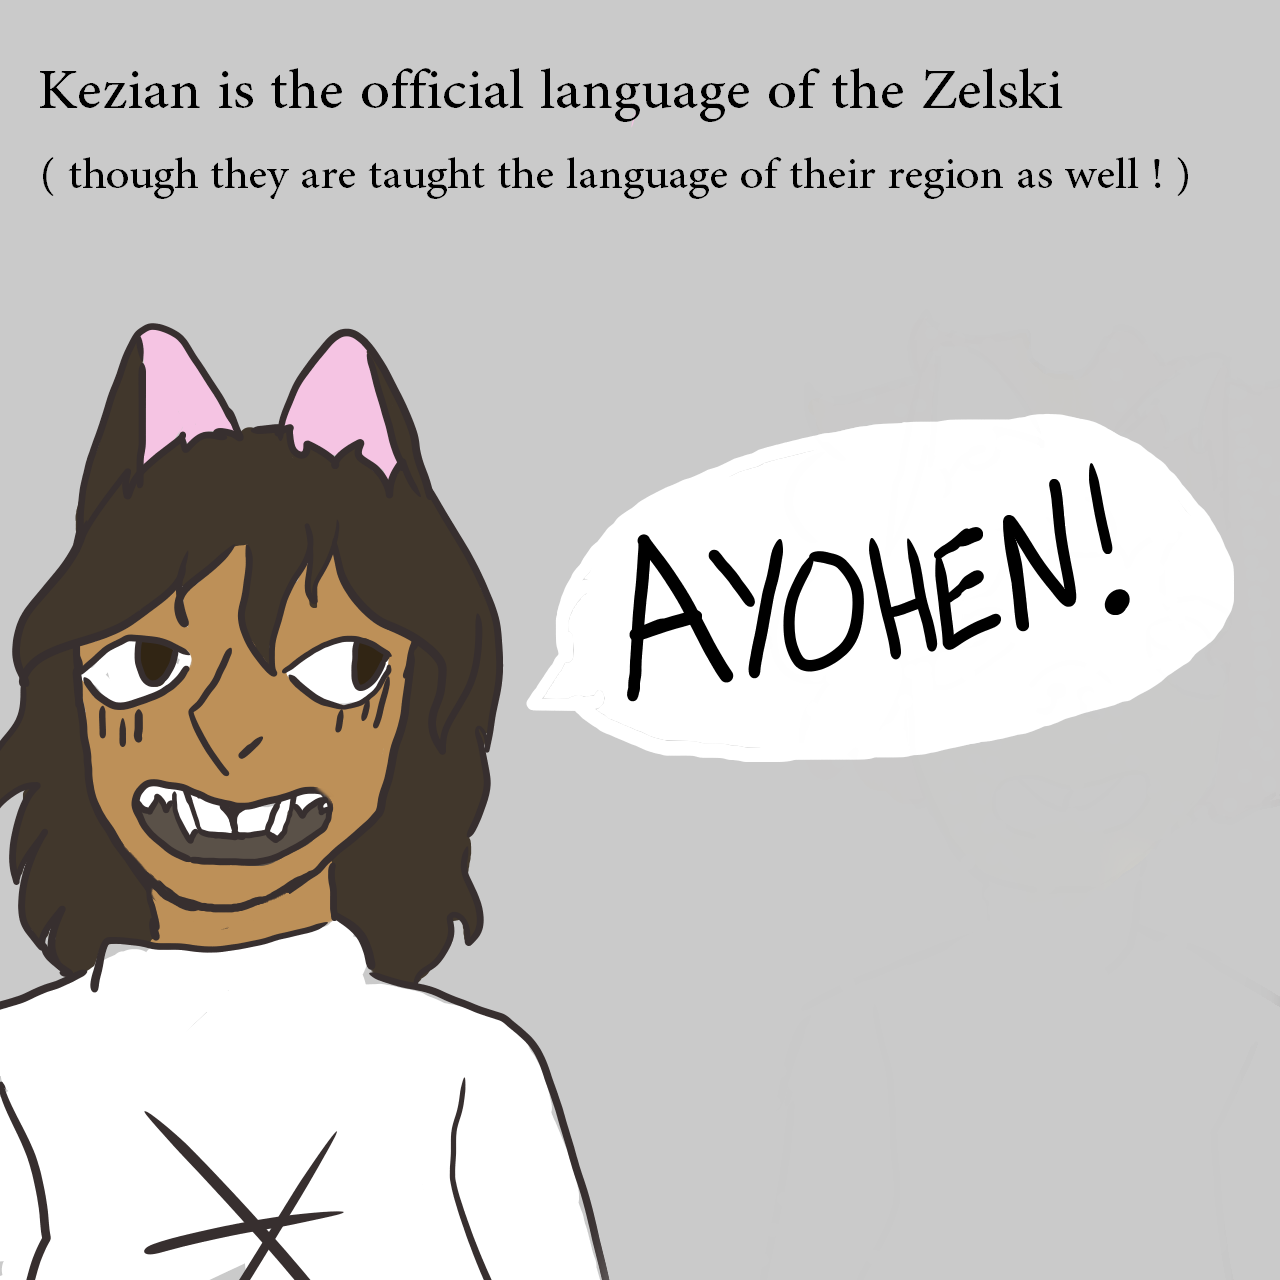 Kezian is the official language of the Zelski
( though they are taught the language of their region as well ! )
AYOHEN!